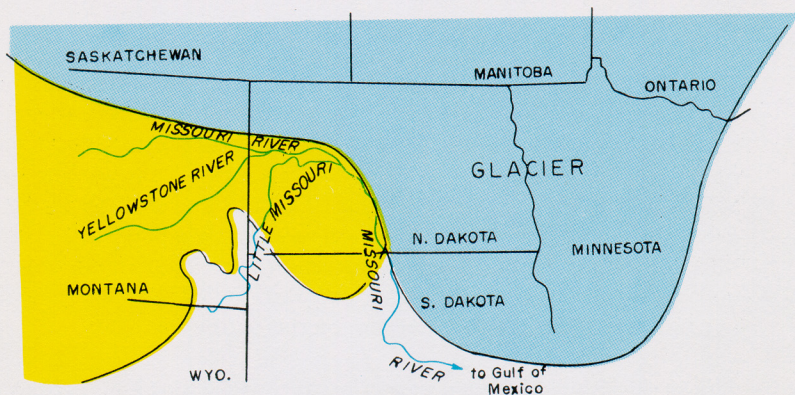 SASKATCHEWAN
MANITOBA
ONTARIO
MISSOURI RIVER
YELLOWSTONE RIVER
LITTLE MISSOURI
GLACIER
MISSOURI
N. DAKOTA
MINNESOTA
MONTANA
S. DAKOTA
WYO.
RIVER
to Gulf of
Mexico